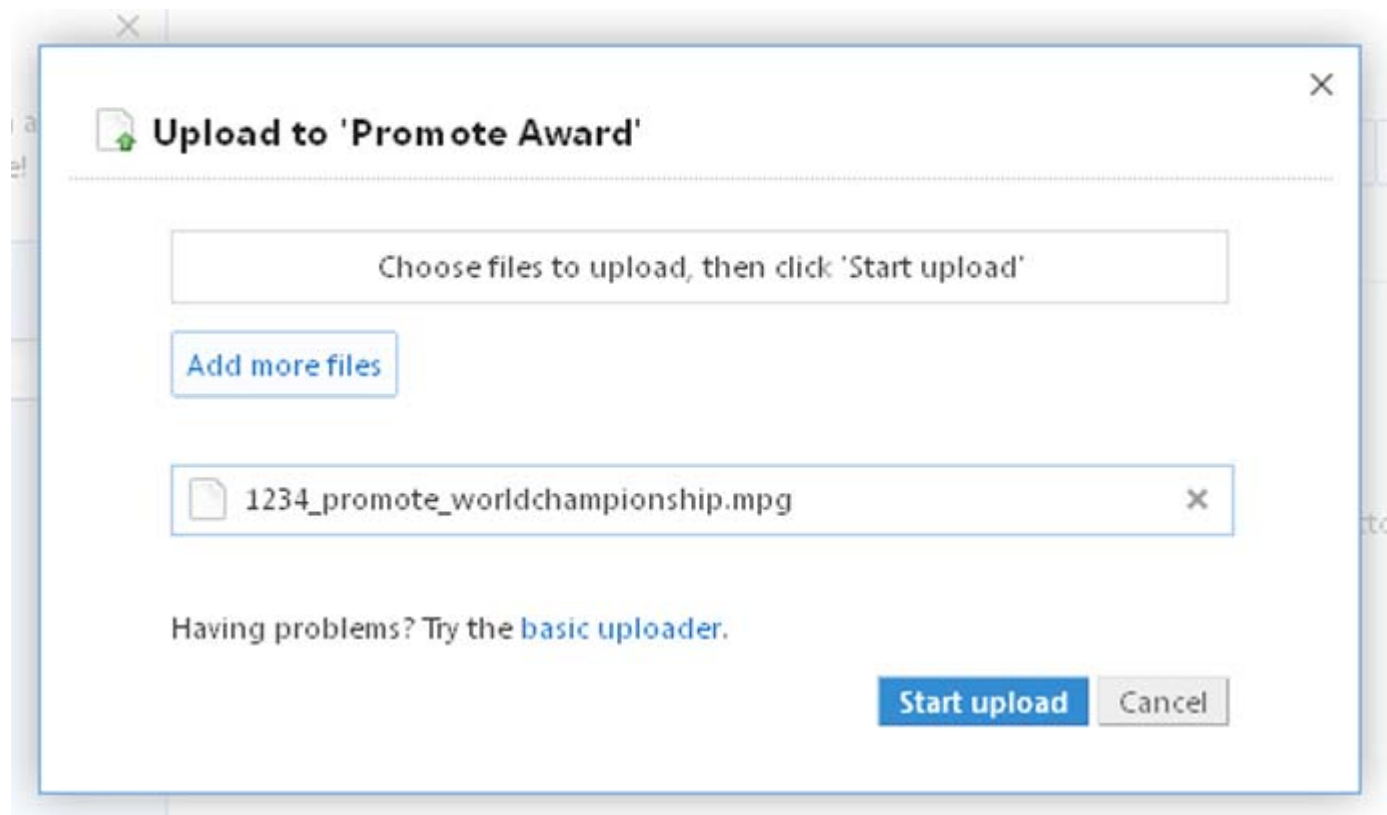 Upload to 'Promote Award'
Choose files to upload, then click 'Start upload'
Add more files
1234_promote_worldchampionship.mpg
Having problems? Try the basic uploader.
Start upload
Cancel